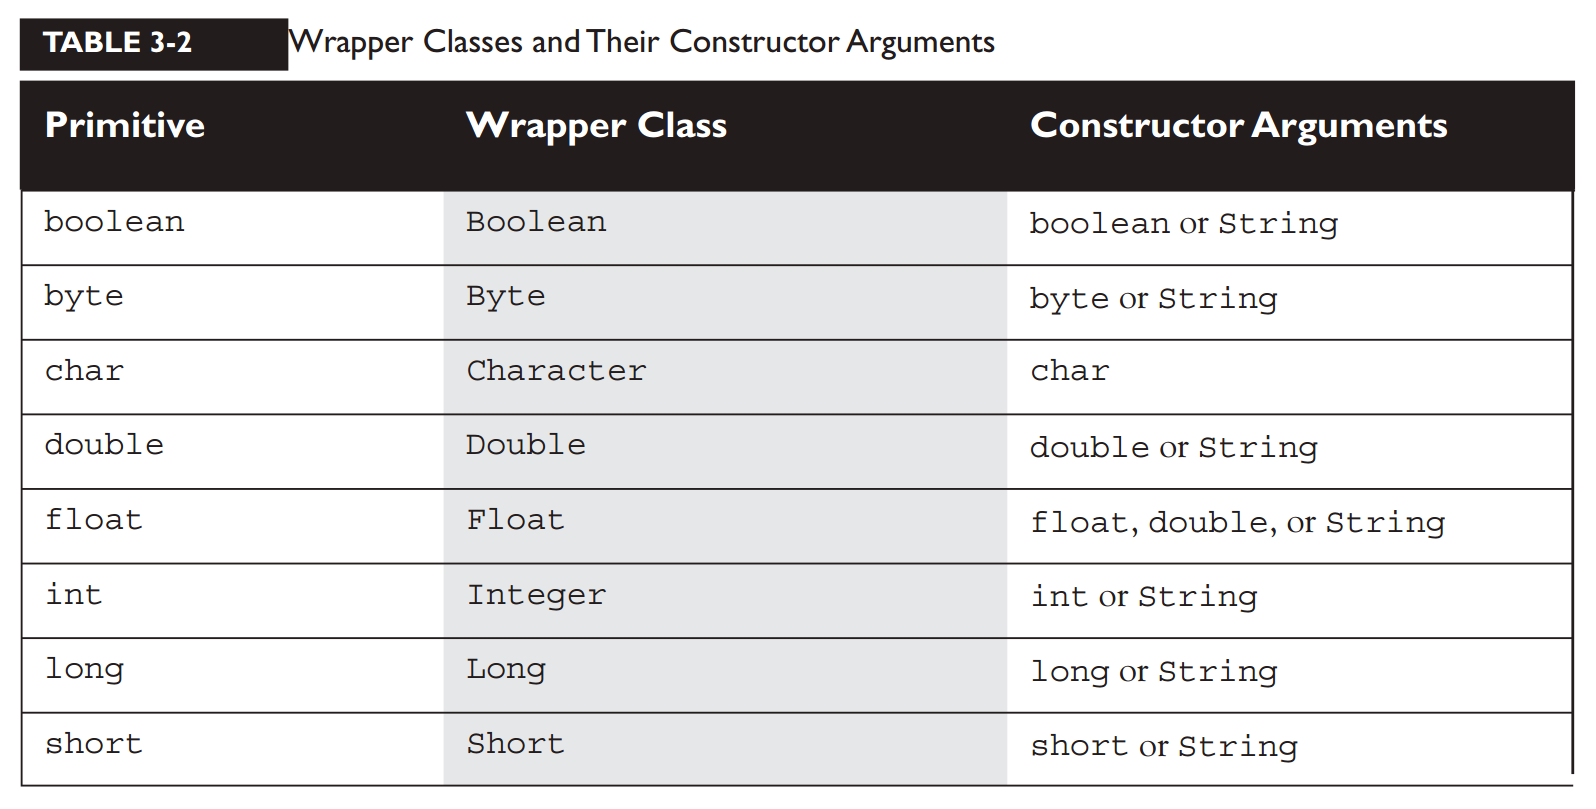 TABLE 3-2 Wrapper Classes and Their Constructor Arguments
Primitive Wrapper Class Constructor Arguments
boolean Boolean boolean or String
byte Byte byte or String
char Character char
double Double double or String
float Float float, double, or String
int Integer int or String
long Long long or String
short Short short or String